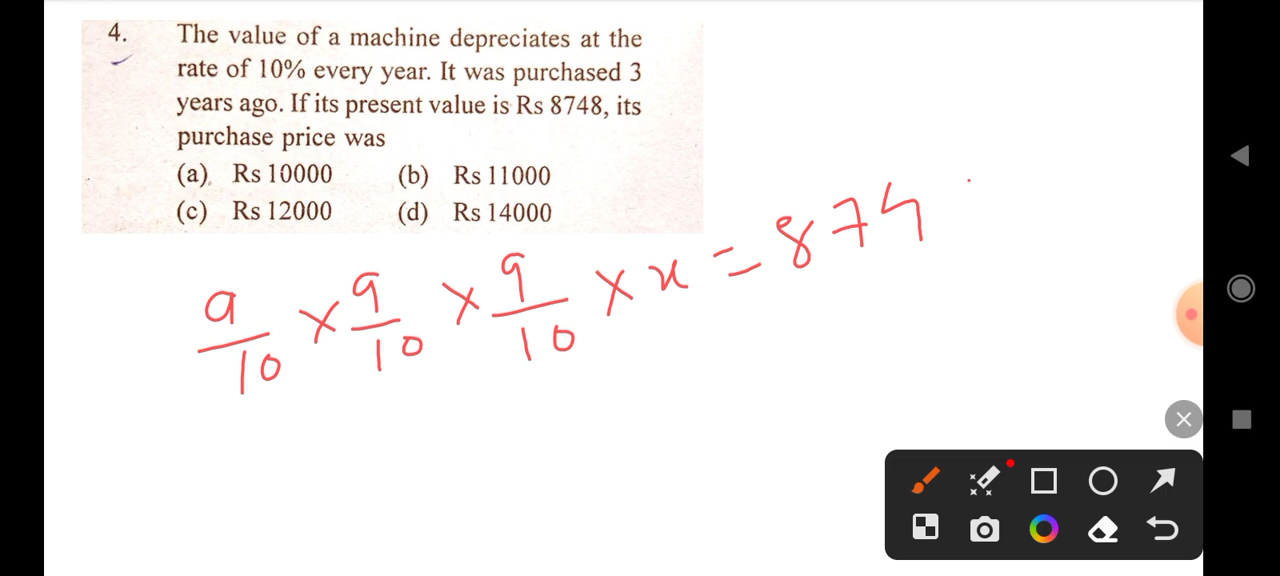 4. The value of a machine depreciates at the
rate of 10% every year. It was purchased 3
years ago. If its present value is Rs 8748, its
purchase price was
(a) Rs 10000 (b) Rs 11000
(c) Rs 12000 (d) Rs 14000
9/10 × 9/10 × 9/10 × x = 874